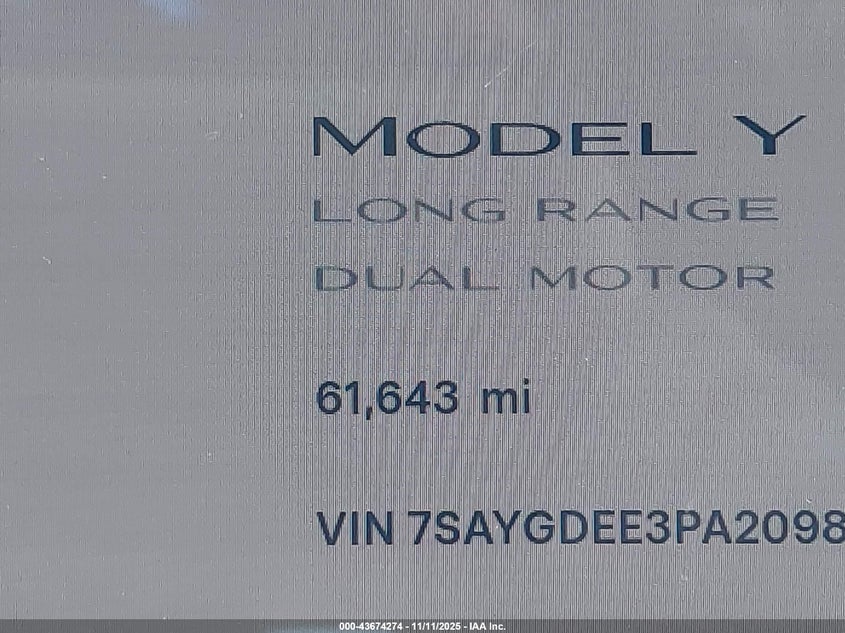 MODEL Y
LONG RANGE
DUAL MOTOR
61,643 mi
VIN 7SAYGDEE3PA2098
000-43674274 - 11/11/2025 - IAA Inc.